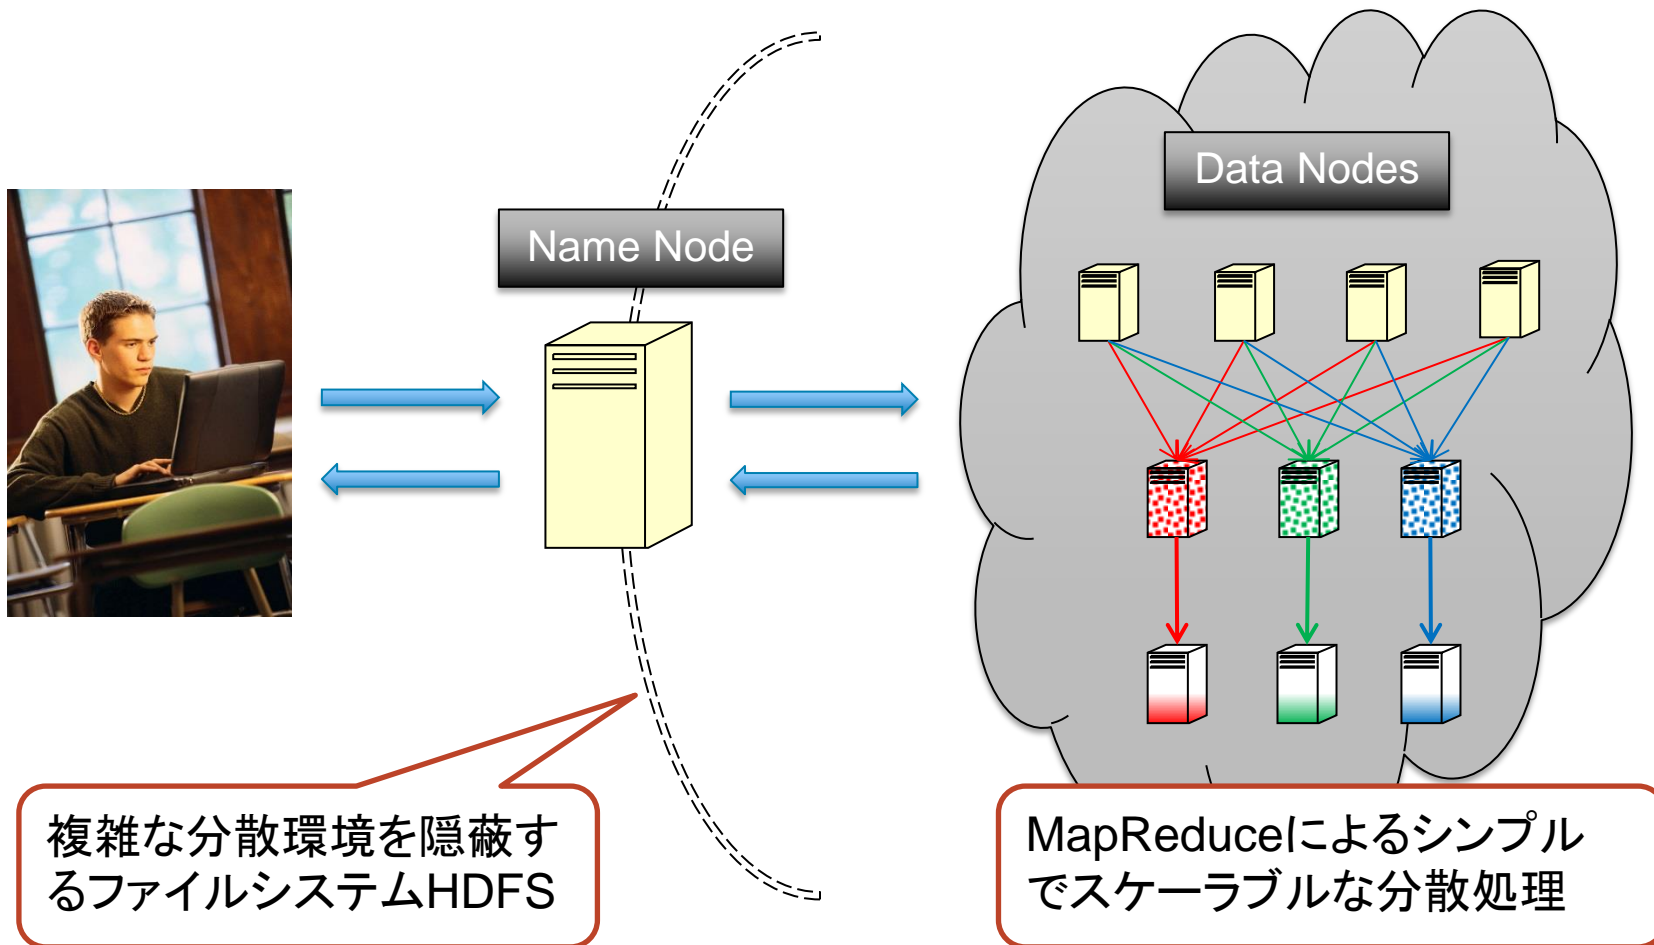 Data Nodes
Name Node
複雑な分散環境を隠蔽す
るファイルシステムHDFS
MapReduceによるシンプル
でスケーラブルな分散処理